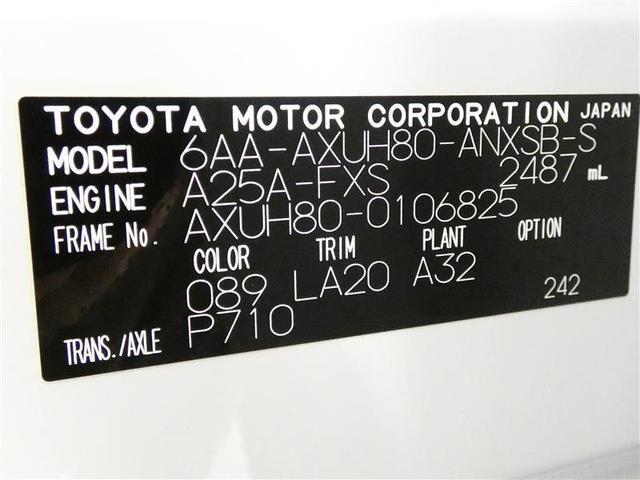 TOYOTA MOTOR CORPORATION JAPAN
MODEL 6AA-AXUH80-ANXSB-S
ENGINE A25A-FXS 2487 mL
FRAME No. AXUH80-0106825
COLOR TRIM PLANT OPTION
089 LA20 A32 242
TRANS./AXLE P710